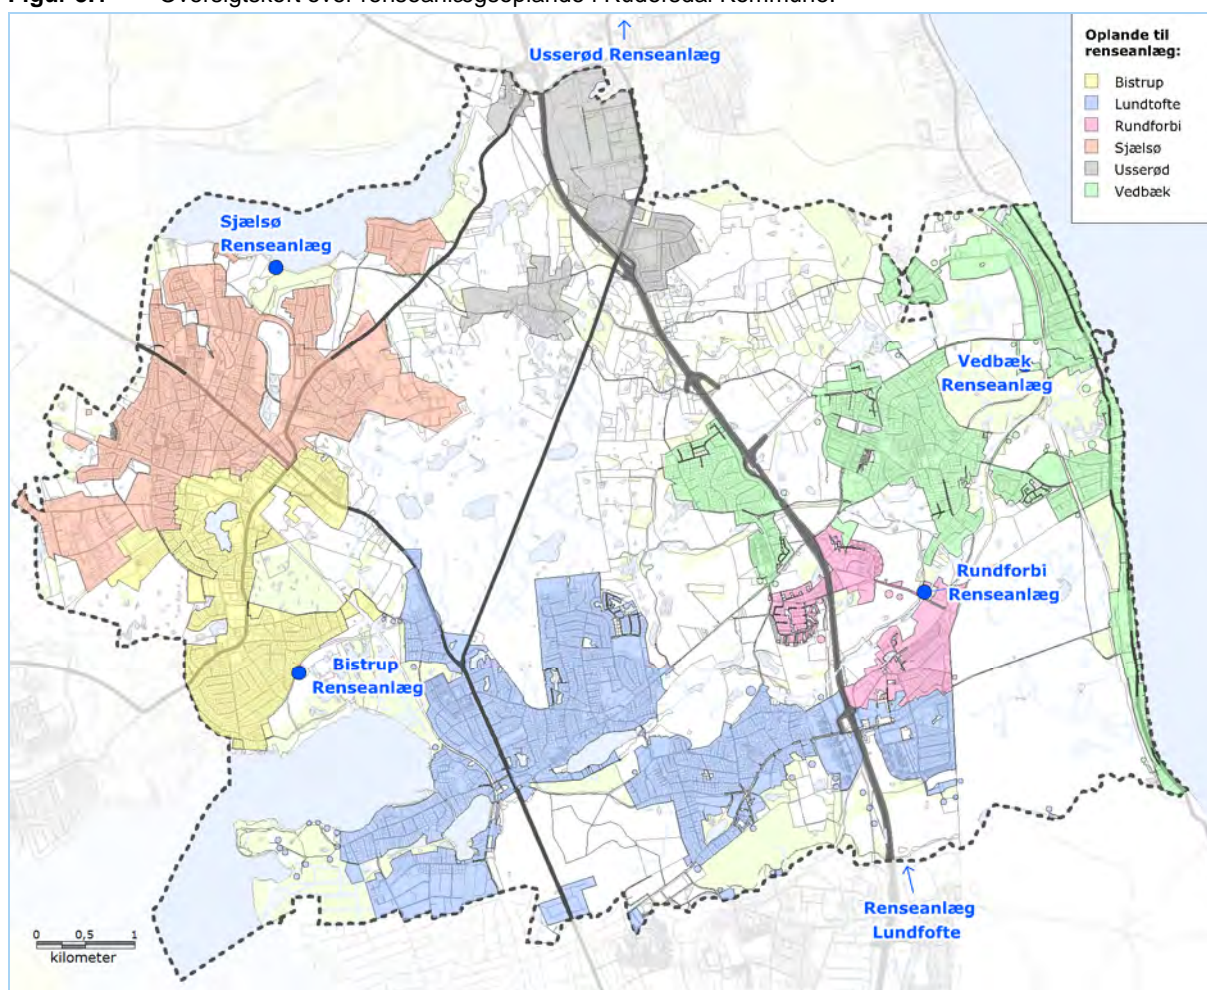 Usserød Renseanlæg
Oplande til
renseanlæg:
Bistrup
Lundtofte
Rundforbi
Sjælsø
Usserød
Vedbæk
Sjælsø
Renseanlæg
Vedbæk
Renseanlæg
Rundforbi
Renseanlæg
Bistrup
Renseanlæg
Renseanlæg
Lundfofte
0 0,5 1
kilometer